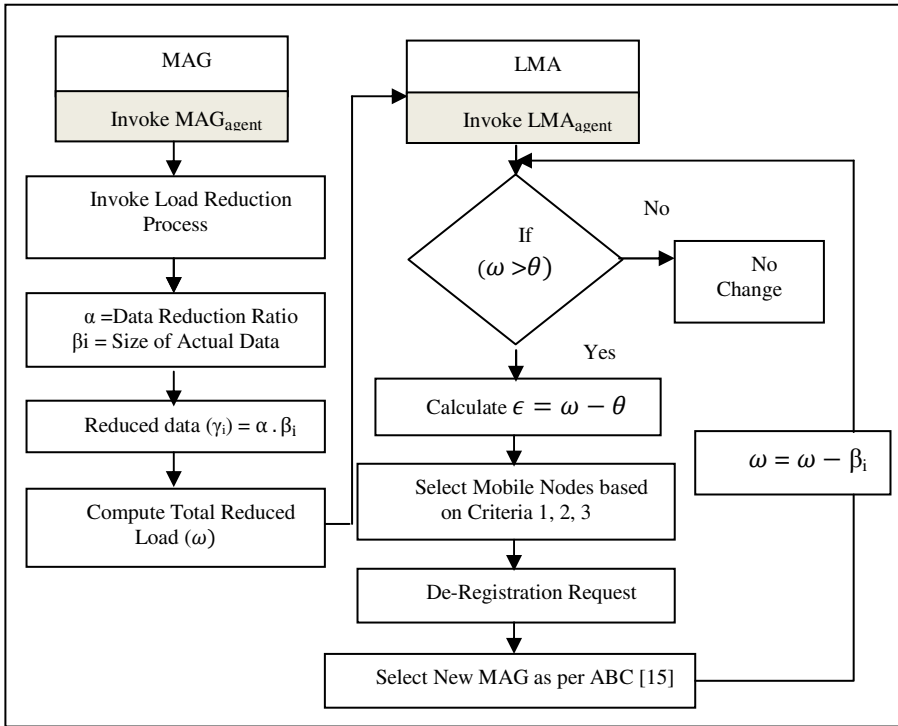 MAG
Invoke MAGagent
Invoke Load Reduction
Process
α =Data Reduction Ratio
βi = Size of Actual Data
Reduced data (γi) = α . βi
Compute Total Reduced
Load (ω)
LMA
Invoke LMAagent
If
(ω >θ)
No
No
Change
Yes
Calculate ϵ = ω − θ
Select Mobile Nodes based
on Criteria 1, 2, 3
De-Registration Request
Select New MAG as per ABC [15]
ω = ω − βi